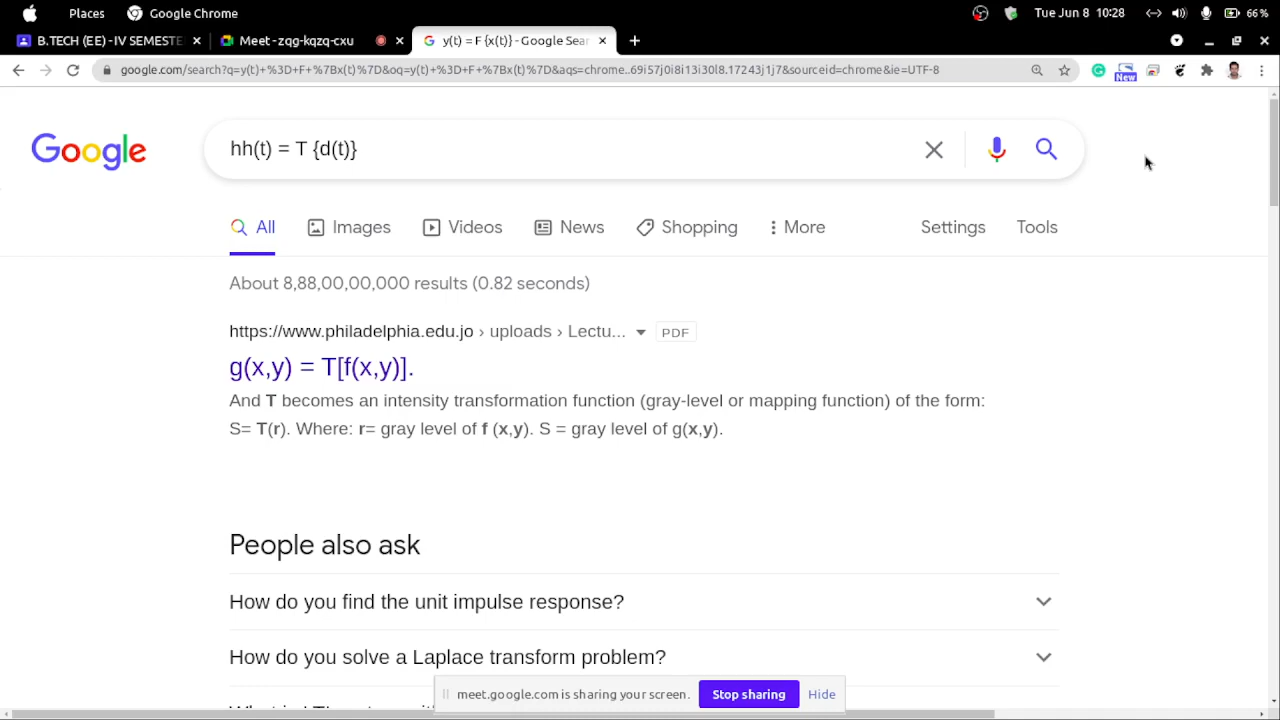 Places Google Chrome Tue Jun 8 10:28 66 %
B.TECH (EE) - IV SEMESTE Meet - zqg-kqzq-cxu y(t) = F {x(t)} - Google Sear
google.com/search?q=y(t)+%3D+F+%7Bx(t)%7D&oq=y(t)+%3D+F+%7Bx(t)%7D&aqs=chrome..69i57j0i8i13i30l8.17243j1j7&sourceid=chrome&ie=UTF-8 New
Google hh(t) = T {d(t)}
All Images Videos News Shopping More Settings Tools
About 8,88,00,00,000 results (0.82 seconds)
https://www.philadelphia.edu.jo › uploads › Lectu... PDF
g(x,y) = T[f(x,y)].
And T becomes an intensity transformation function (gray-level or mapping function) of the form:
S= T(r). Where: r= gray level of f (x,y). S = gray level of g(x,y).
People also ask
How do you find the unit impulse response?
How do you solve a Laplace transform problem?
meet.google.com is sharing your screen. Stop sharing Hide